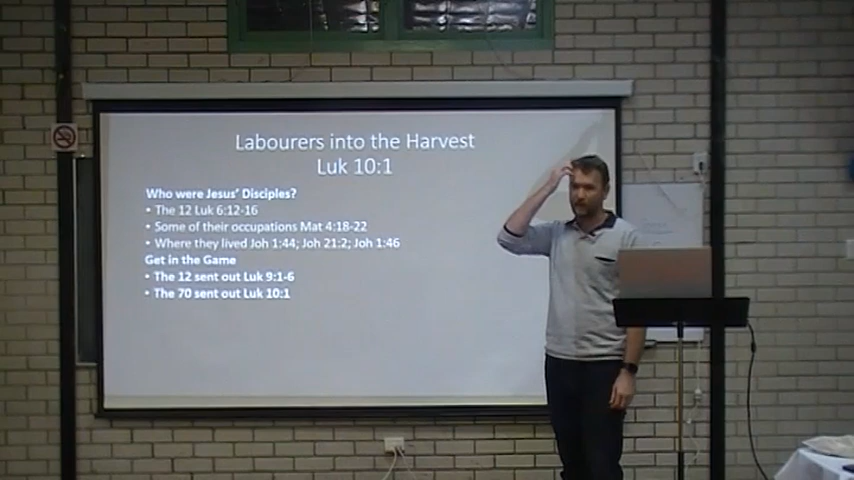 Labourers into the Harvest
Luk 10:1
Who were Jesus' Disciples?
• The 12 Luk 6:12-16
• Some of their occupations Mat 4:18-22
• Where they lived Joh 1:44; Joh 21:2; Joh 1:46
Get in the Game
• The 12 sent out Luk 9:1-6
• The 70 sent out Luk 10:1